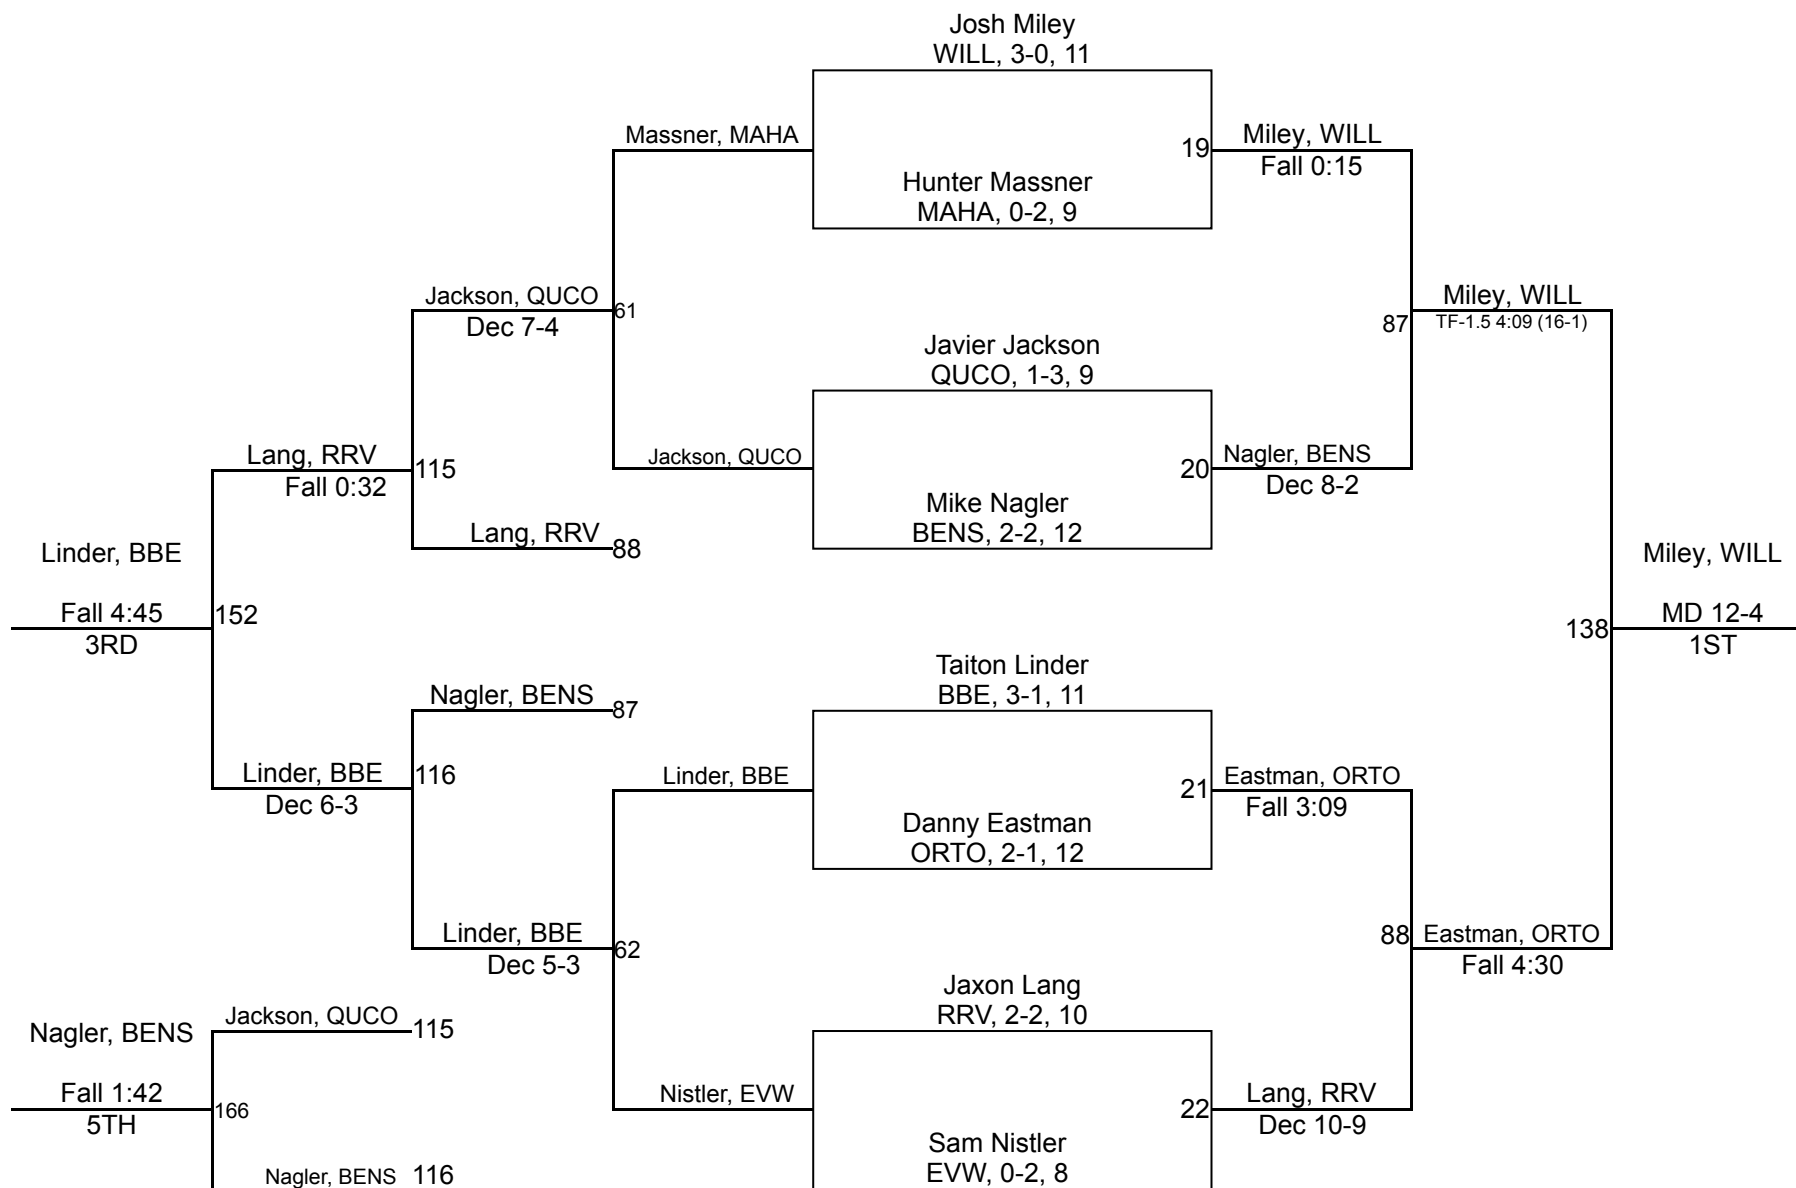 Josh Miley
WILL, 3-0, 11
Massner, MAHA
19
Miley, WILL
Fall 0:15
Hunter Massner
MAHA, 0-2, 9
Jackson, QUCO
Dec 7-4
61
Miley, WILL
TF-1.5 4:09 (16-1)
87
Javier Jackson
QUCO, 1-3, 9
Lang, RRV
Fall 0:32
115
Jackson, QUCO
20
Nagler, BENS
Dec 8-2
Mike Nagler
BENS, 2-2, 12
Lang, RRV
88
Linder, BBE
Fall 4:45
3RD
152
Miley, WILL
MD 12-4
1ST
138
Taiton Linder
BBE, 3-1, 11
Nagler, BENS
87
Linder, BBE
Dec 6-3
116
Linder, BBE
21
Eastman, ORTO
Fall 3:09
Danny Eastman
ORTO, 2-1, 12
Linder, BBE
Dec 5-3
62
88
Eastman, ORTO
Fall 4:30
Jaxon Lang
RRV, 2-2, 10
Jackson, QUCO
115
Nagler, BENS
Fall 1:42
5TH
166
Nistler, EVW
22
Lang, RRV
Dec 10-9
Sam Nistler
EVW, 0-2, 8
Nagler, BENS
116